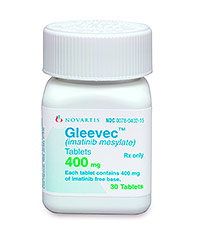 NOVARTIS NDC 0078-0402-15
Gleevec™
(imatinib mesylate)
Tablets
Rx only
400 mg
Each tablet contains 400 mg
of imatinib free base.
30 Tablets